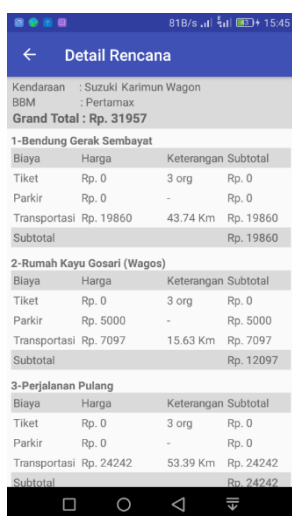 81B/s 15:45
Detail Rencana
Kendaraan : Suzuki Karimun Wagon
BBM : Pertamax
Grand Total : Rp. 31957
1-Bendung Gerak Sembayat
Biaya Harga Keterangan Subtotal
Tiket Rp. 0 3 org Rp. 0
Parkir Rp. 0 - Rp. 0
Transportasi Rp. 19860 43.74 Km Rp. 19860
Subtotal Rp. 19860
2-Rumah Kayu Gosari (Wagos)
Biaya Harga Keterangan Subtotal
Tiket Rp. 0 3 org Rp. 0
Parkir Rp. 5000 - Rp. 5000
Transportasi Rp. 7097 15.63 Km Rp. 7097
Subtotal Rp. 12097
3-Perjalanan Pulang
Biaya Harga Keterangan Subtotal
Tiket Rp. 0 3 org Rp. 0
Parkir Rp. 0 - Rp. 0
Transportasi Rp. 24242 53.39 Km Rp. 24242
Subtotal Rp. 24242